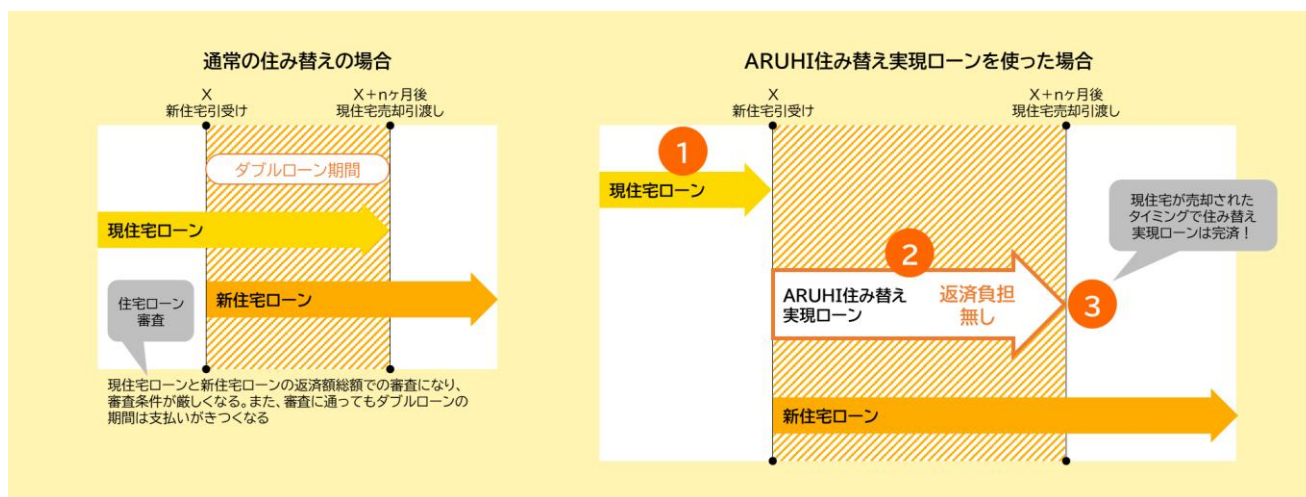 通常の住み替えの場合
X
新住宅引受け
X+nヶ月後
現住宅売却引渡し
ダブルローン期間
現住宅ローン
住宅ローン
審査
新住宅ローン
現住宅ローンと新住宅ローンの返済額総額での審査になり、
審査条件が厳しくなる。また、審査に通ってもダブルローンの
期間は支払いがきつくなる
ARUHI住み替え実現ローンを使った場合
X
新住宅引受け
X+nヶ月後
現住宅売却引渡し
1
現住宅ローン
現住宅が売却された
タイミングで住み替え
実現ローンは完済！
2
ARUHI住み替え
実現ローン
返済負担
無し
3
新住宅ローン